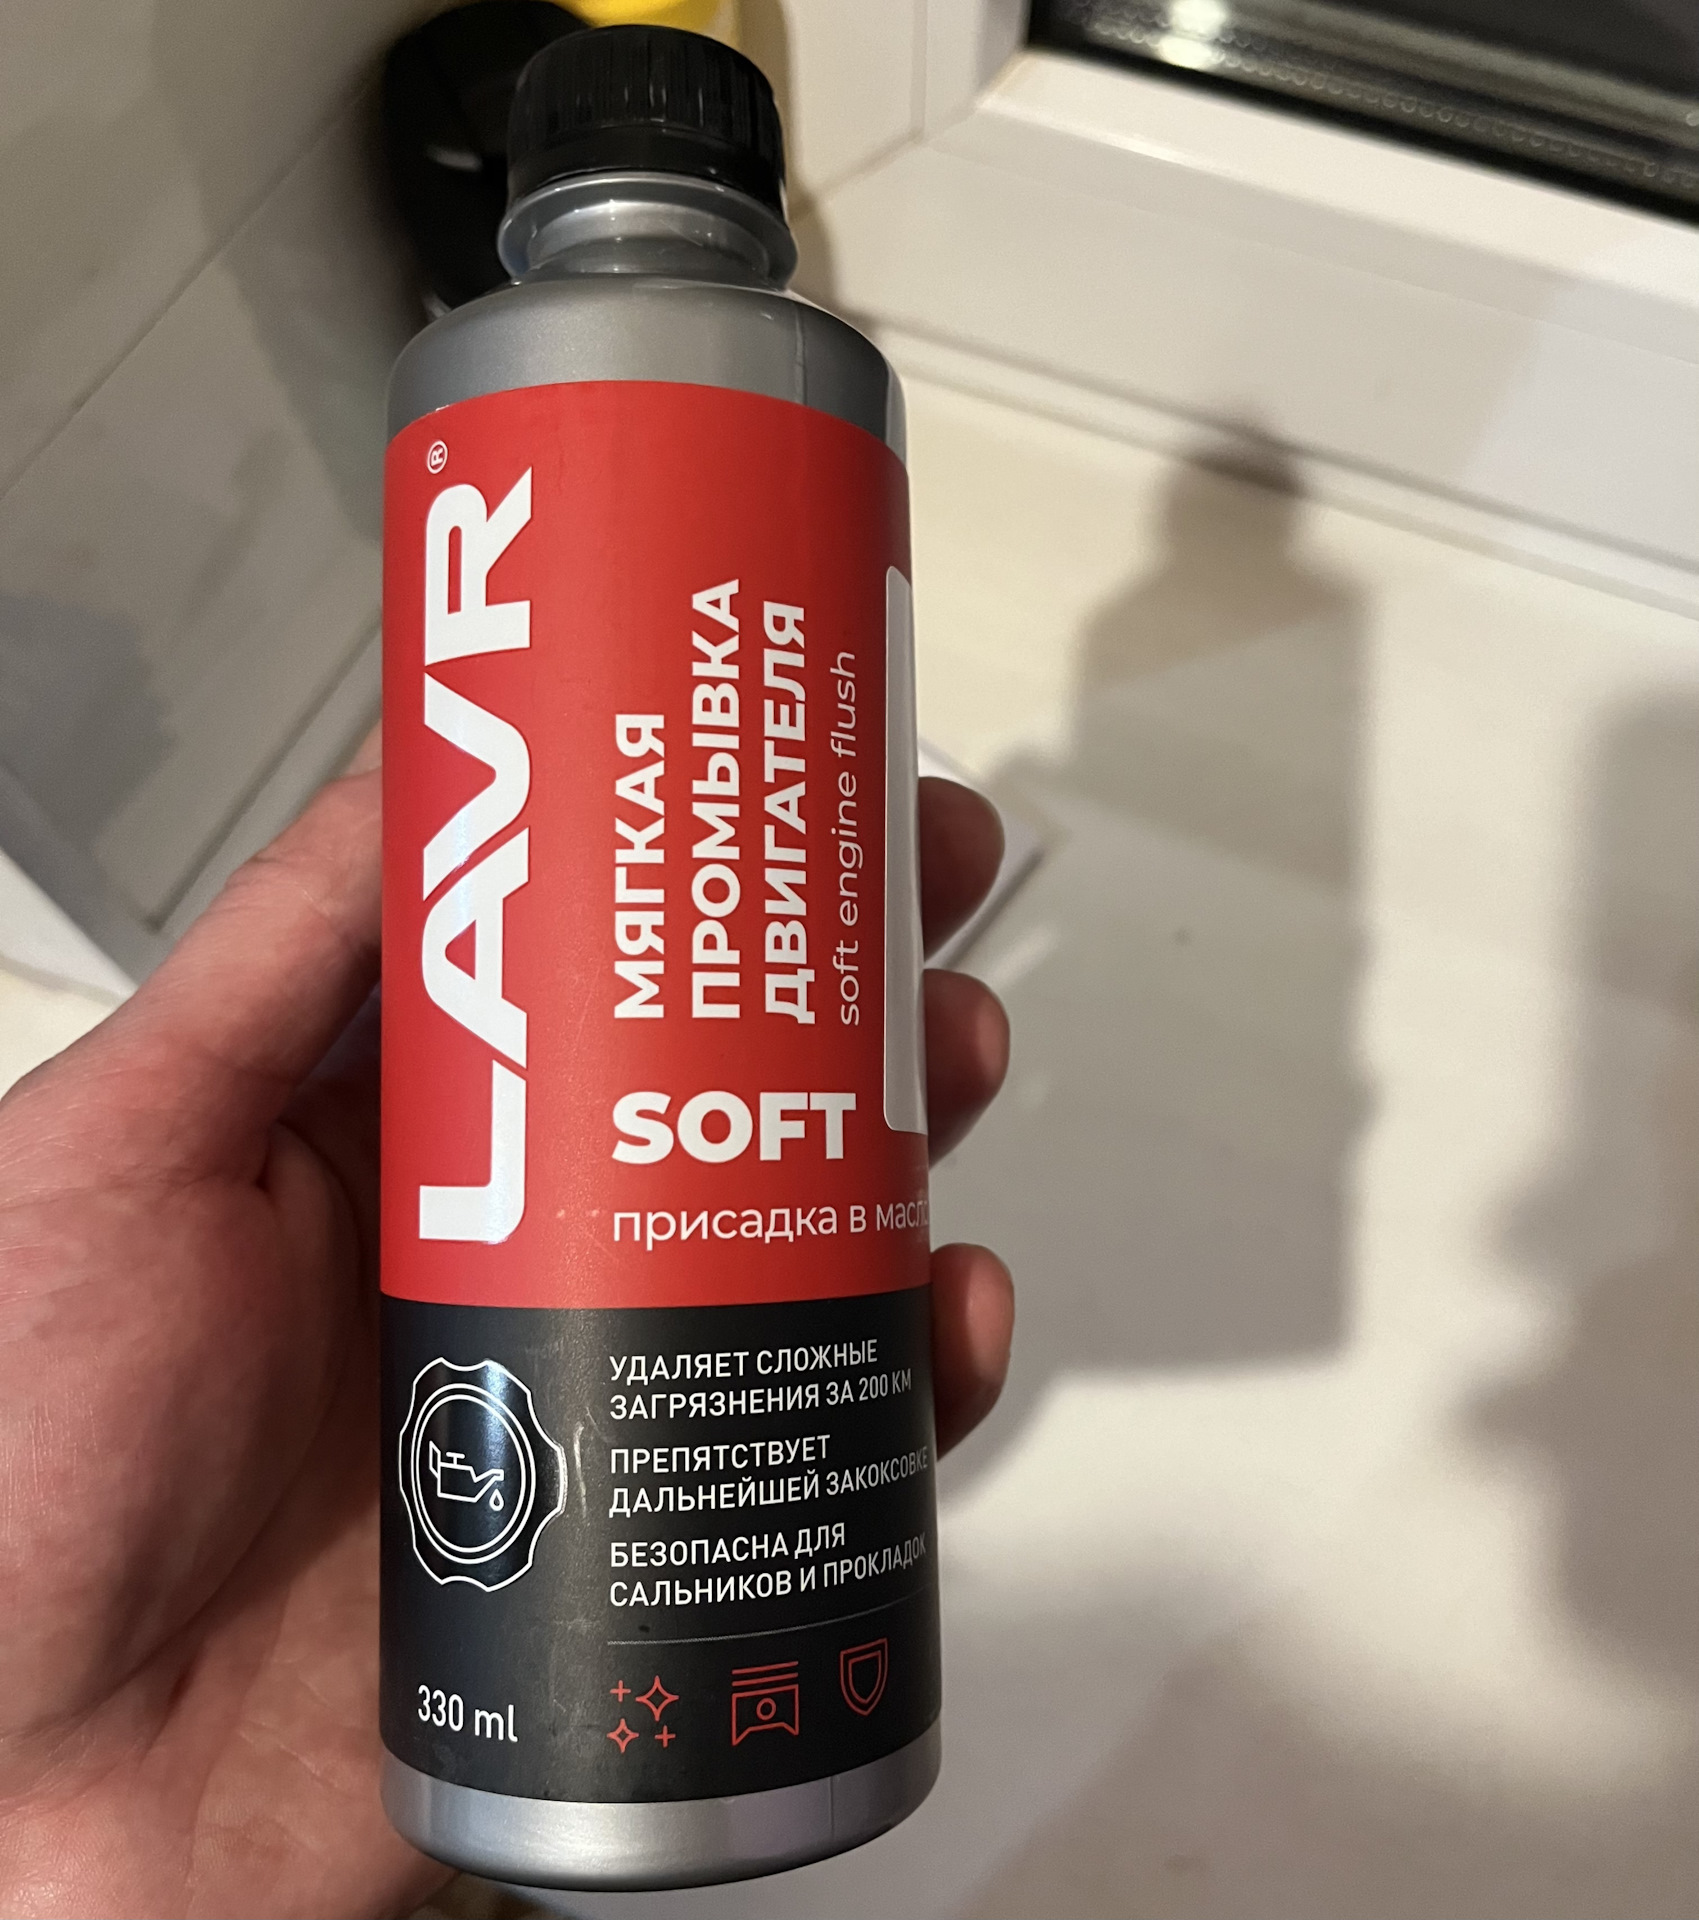 LAVR®
МЯГКАЯ
ПРОМЫВКА
ДВИГАТЕЛЯ
soft engine flush
SOFT
присадка в масло
УДАЛЯЕТ СЛОЖНЫЕ
ЗАГРЯЗНЕНИЯ ЗА 200 КМ
ПРЕПЯТСТВУЕТ
ДАЛЬНЕЙШЕЙ ЗАКОКСОВКЕ
БЕЗОПАСНА ДЛЯ
САЛЬНИКОВ И ПРОКЛАДОК
330 ml